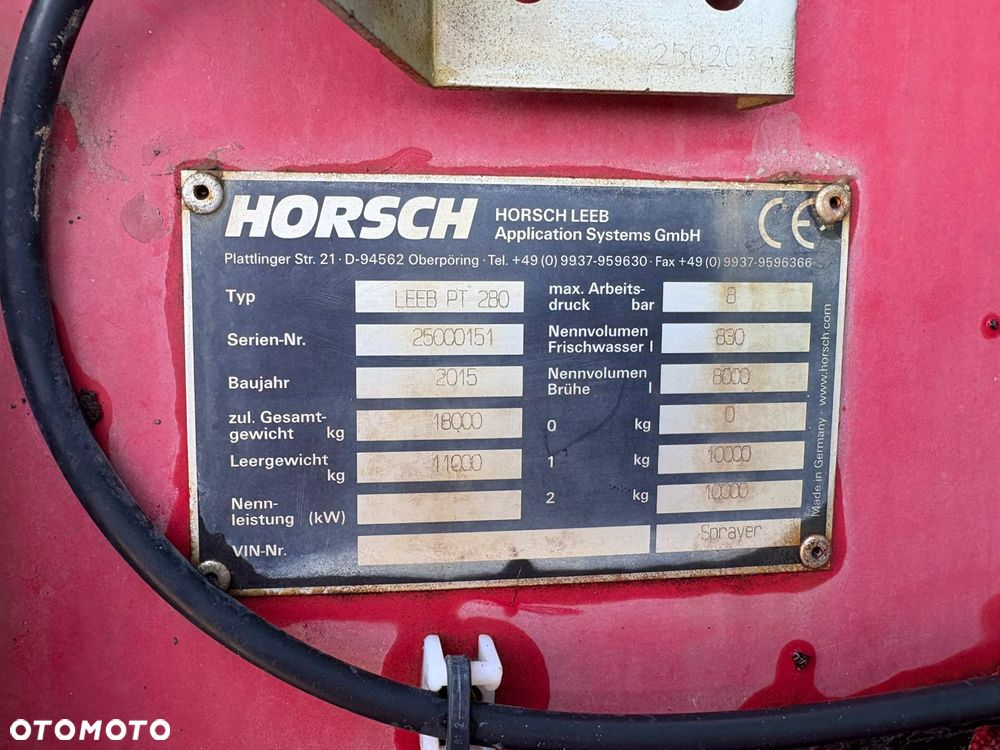 HORSCH
HORSCH LEEB
Application Systems GmbH
CE
Plattlinger Str. 21 · D-94562 Oberpöring · Tel. +49 (0) 9937-959630 · Fax +49 (0) 9937-9596366
Typ LEEB PT 280
Serien-Nr. 25000151
Baujahr 2015
zul. Gesamt-
gewicht kg 18000
Leergewicht
kg 11000
Nenn-
leistung (kW)
VIN-Nr.
max. Arbeits-
druck bar 8
Nennvolumen
Frischwasser l 830
Nennvolumen
Brühe l 8000
0 kg 0
1 kg 10000
2 kg 10000
Sprayer
Made in Germany · www.horsch.com
OTOMOTO